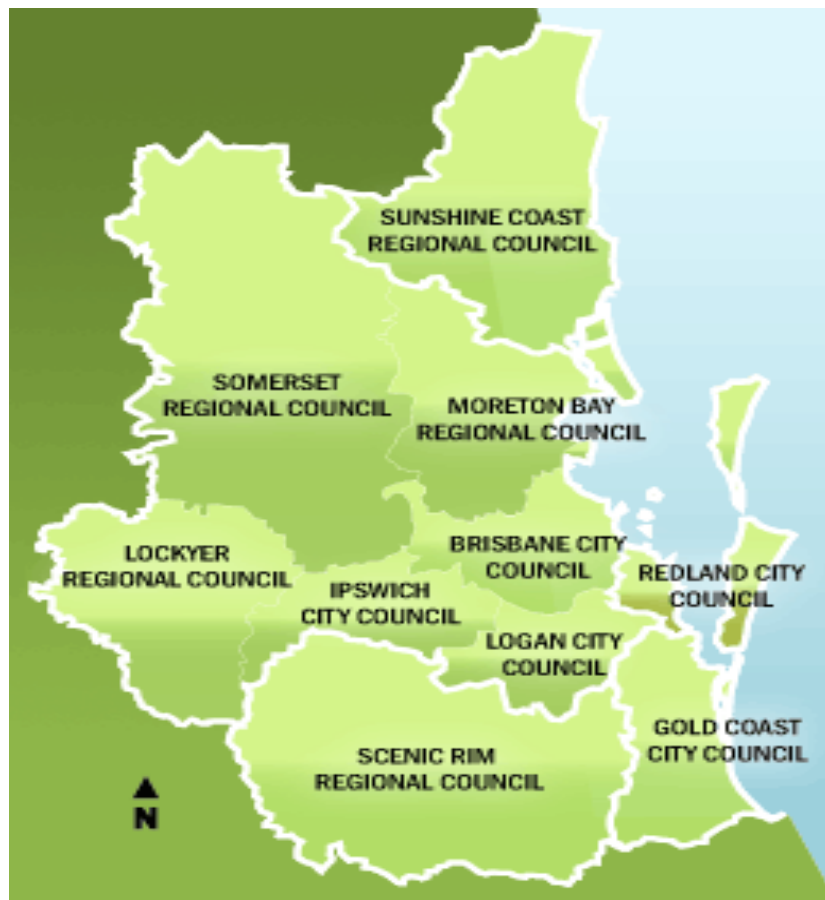 SUNSHINE COAST
REGIONAL COUNCIL
SOMERSET
REGIONAL COUNCIL
MORETON BAY
REGIONAL COUNCIL
LOCKYER
REGIONAL COUNCIL
BRISBANE CITY
COUNCIL
IPSWICH
CITY COUNCIL
REDLAND CITY
COUNCIL
LOGAN CITY
COUNCIL
GOLD COAST
CITY COUNCIL
SCENIC RIM
REGIONAL COUNCIL
N